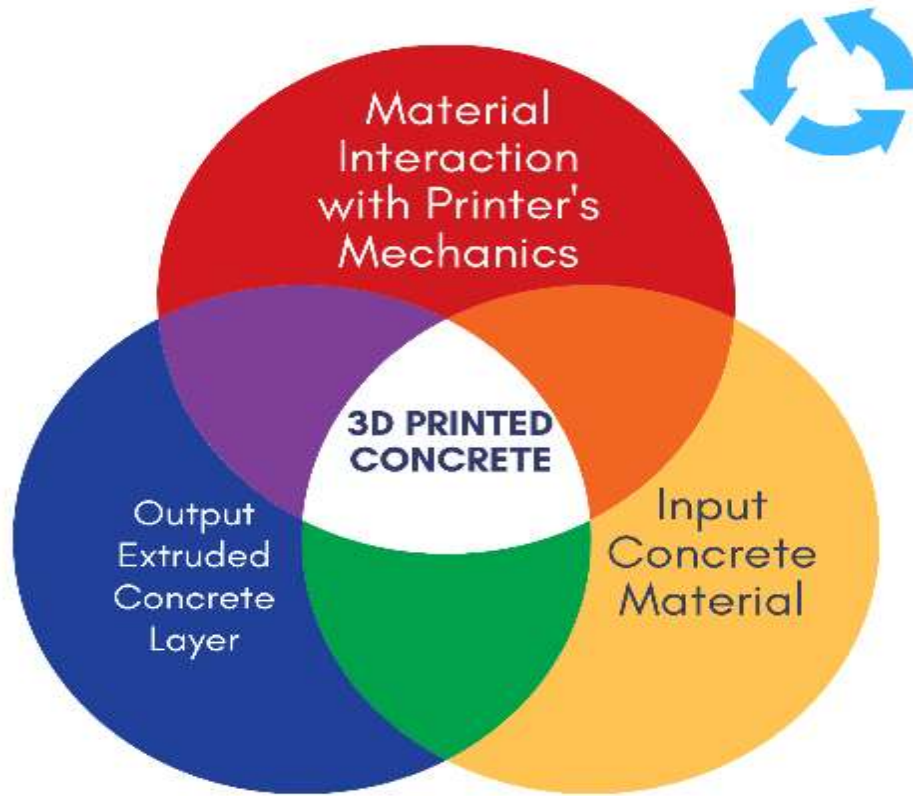 Material
Interaction
with Printer's
Mechanics
3D PRINTED
CONCRETE
Output
Extruded
Concrete
Layer
Input
Concrete
Material